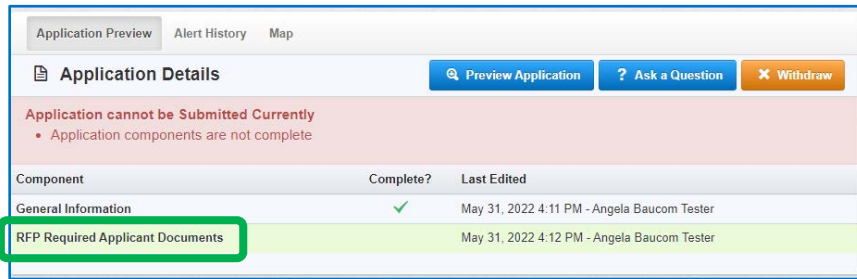 Application Preview Alert History Map
Application Details Preview Application ? Ask a Question Withdraw
Application cannot be Submitted Currently
• Application components are not complete
Component Complete? Last Edited
General Information ✓ May 31, 2022 4:11 PM - Angela Baucom Tester
RFP Required Applicant Documents May 31, 2022 4:12 PM - Angela Baucom Tester